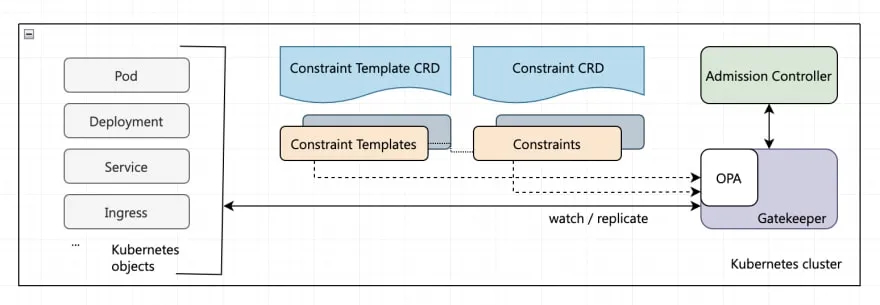 Pod
Deployment
Service
Ingress
...
Kubernetes
objects
Constraint Template CRD
Constraint CRD
Constraint Templates
Constraints
Admission Controller
OPA
Gatekeeper
watch / replicate
Kubernetes cluster